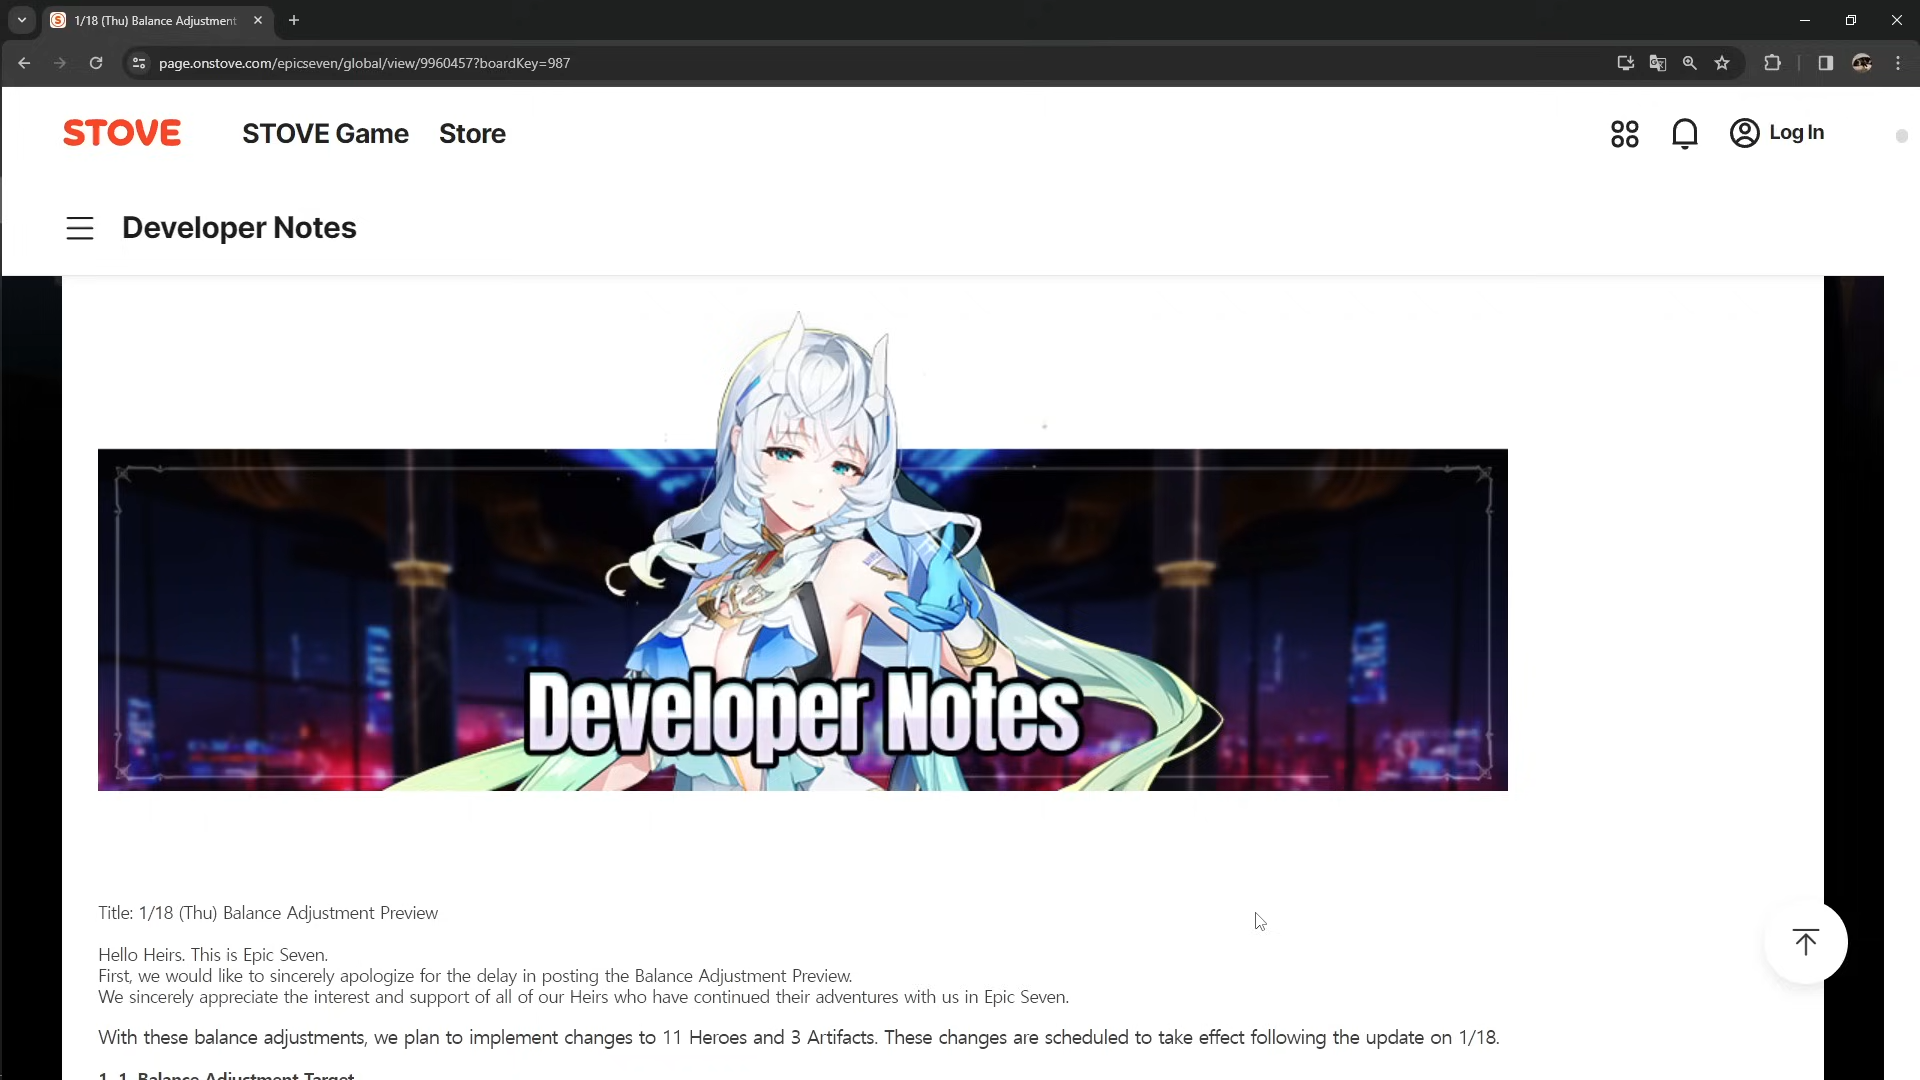 1/18 (Thu) Balance Adjustment
page.onstove.com/epicseven/global/view/9960457?boardKey=987
STOVE STOVE Game Store Log In
Developer Notes
Developer Notes
Title: 1/18 (Thu) Balance Adjustment Preview
Hello Heirs. This is Epic Seven.
First, we would like to sincerely apologize for the delay in posting the Balance Adjustment Preview.
We sincerely appreciate the interest and support of all of our Heirs who have continued their adventures with us in Epic Seven.
With these balance adjustments, we plan to implement changes to 11 Heroes and 3 Artifacts. These changes are scheduled to take effect following the update on 1/18.
1. 1. Balance Adjustment Target